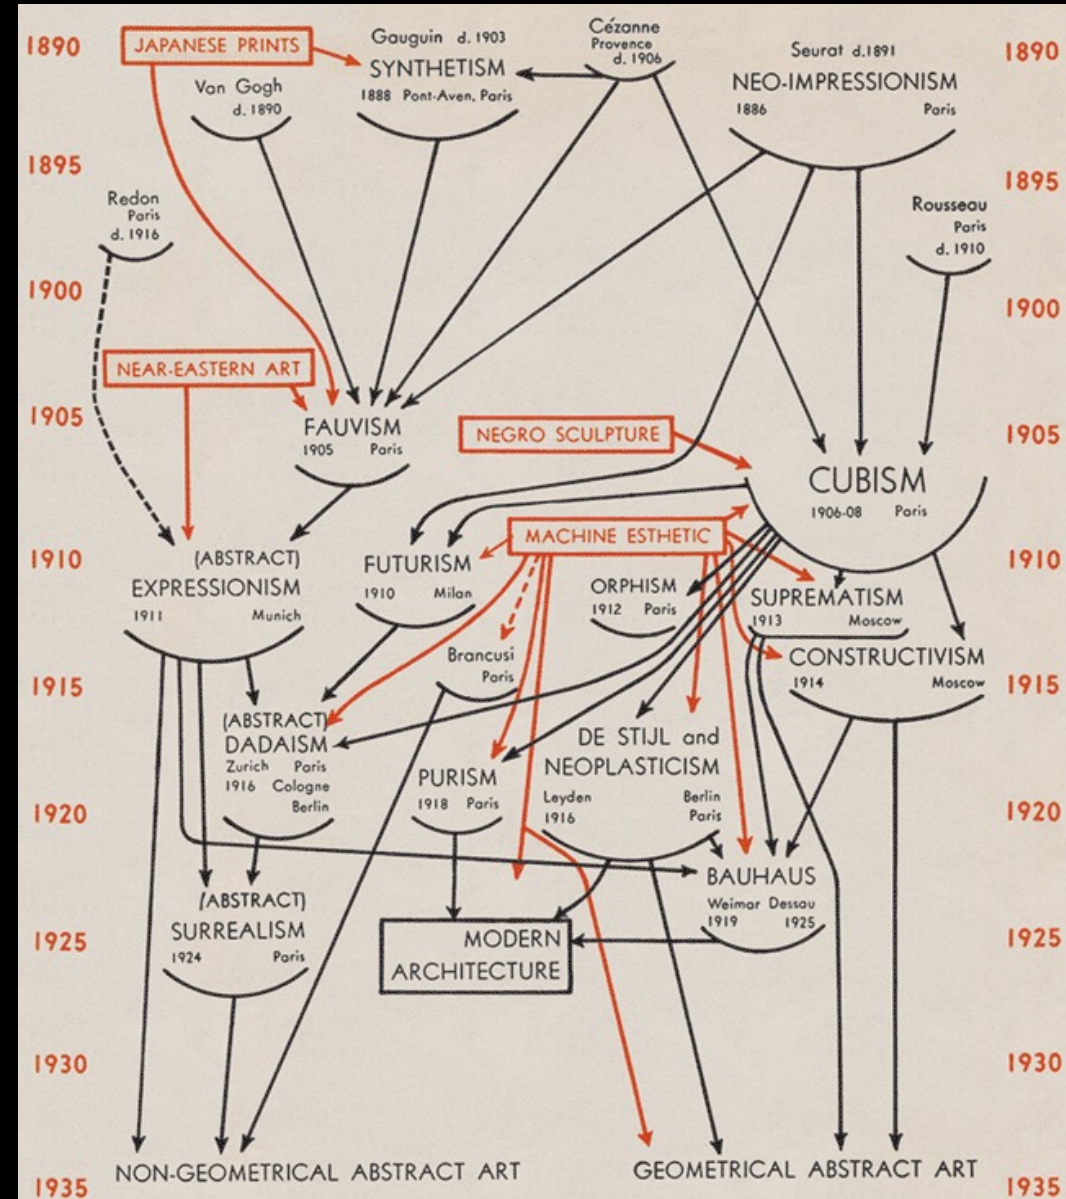 1890
JAPANESE PRINTS
Gauguin d. 1903
SYNTHETISM
1888 Pont-Aven, Paris
Cézanne
Provence
d. 1906
Seurat d.1891
NEO-IMPRESSIONISM
1886 Paris
1890
Van Gogh
d. 1890
1895
1895
Redon
Paris
d. 1916
Rousseau
Paris
d. 1910
1900
1900
NEAR-EASTERN ART
1905
FAUVISM
1905 Paris
NEGRO SCULPTURE
1905
CUBISM
1906-08 Paris
1910
(ABSTRACT)
EXPRESSIONISM
1911 Munich
FUTURISM
1910 Milan
MACHINE ESTHETIC
ORPHISM
1912 Paris
SUPREMATISM
1913 Moscow
1910
Brancusi
Paris
CONSTRUCTIVISM
1914 Moscow
1915
1915
(ABSTRACT)
DADAISM
Zurich Paris
1916 Cologne
Berlin
PURISM
1918 Paris
DE STIJL and
NEOPLASTICISM
Leyden Berlin
1916 Paris
1920
1920
(ABSTRACT)
SURREALISM
1924 Paris
BAUHAUS
Weimar Dessau
1919 1925
1925
MODERN
ARCHITECTURE
1925
1930
1930
NON-GEOMETRICAL ABSTRACT ART
GEOMETRICAL ABSTRACT ART
1935
1935